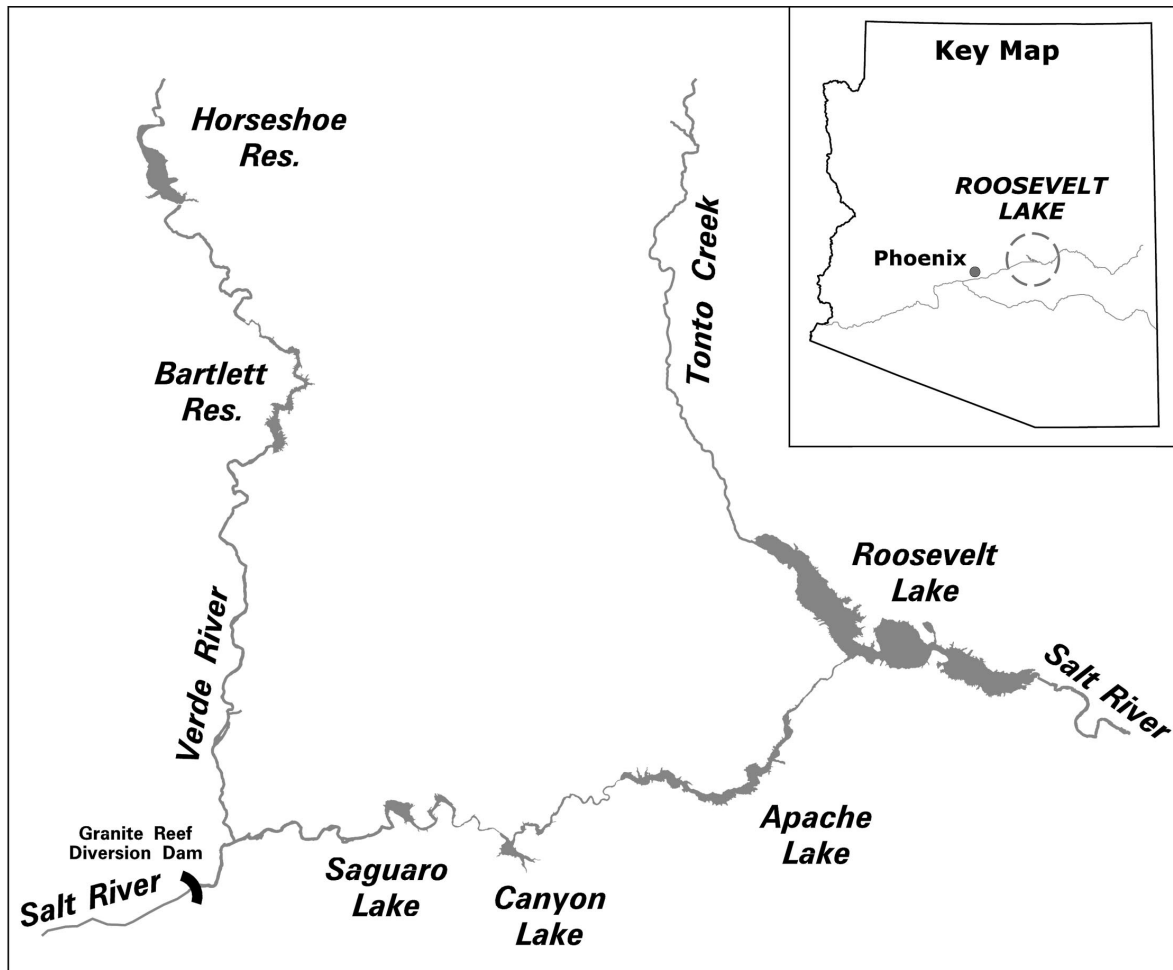 Key Map
ROOSEVELT
LAKE
Phoenix
Horseshoe
Res.
Tonto Creek
Bartlett
Res.
Roosevelt
Lake
Salt River
Verde River
Apache
Lake
Granite Reef
Diversion Dam
Salt River
Saguaro
Lake
Canyon
Lake